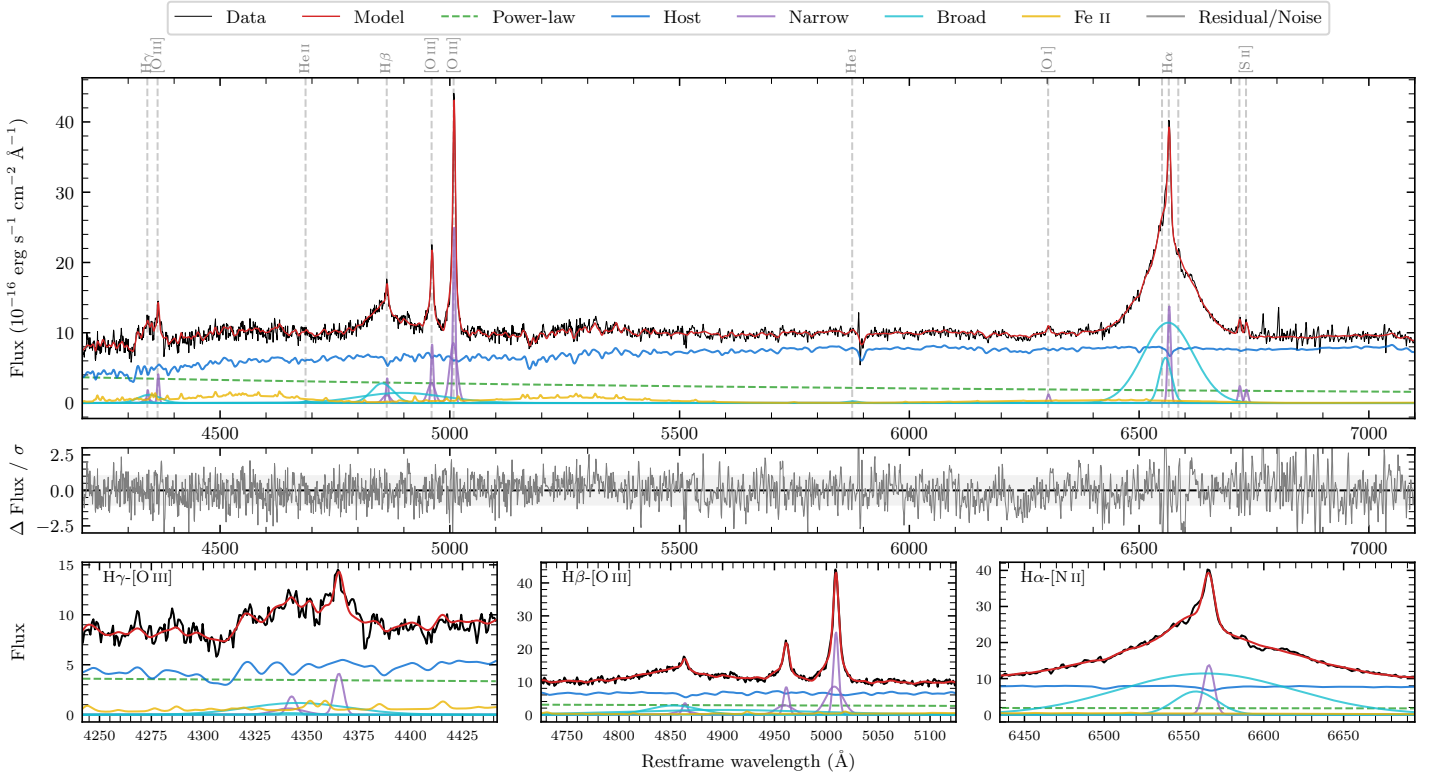 Data Model Power-law Host Narrow Broad Fe II Residual/Noise
Hγ [O III] He II Hβ [O III] [O III] He I [O I] Hα [S II]
Flux (10⁻¹⁶ erg s⁻¹ cm⁻² Å⁻¹)
40
30
20
10
0
4500 5000 5500 6000 6500 7000
Δ Flux / σ
2.5
0.0
−2.5
4500 5000 5500 6000 6500 7000
Flux
Hγ-[O III]
15
10
5
0
4250 4275 4300 4325 4350 4375 4400 4425
Hβ-[O III]
40
30
20
10
0
4750 4800 4850 4900 4950 5000 5050 5100
Hα-[N II]
40
30
20
10
0
6450 6500 6550 6600 6650
Restframe wavelength (Å)